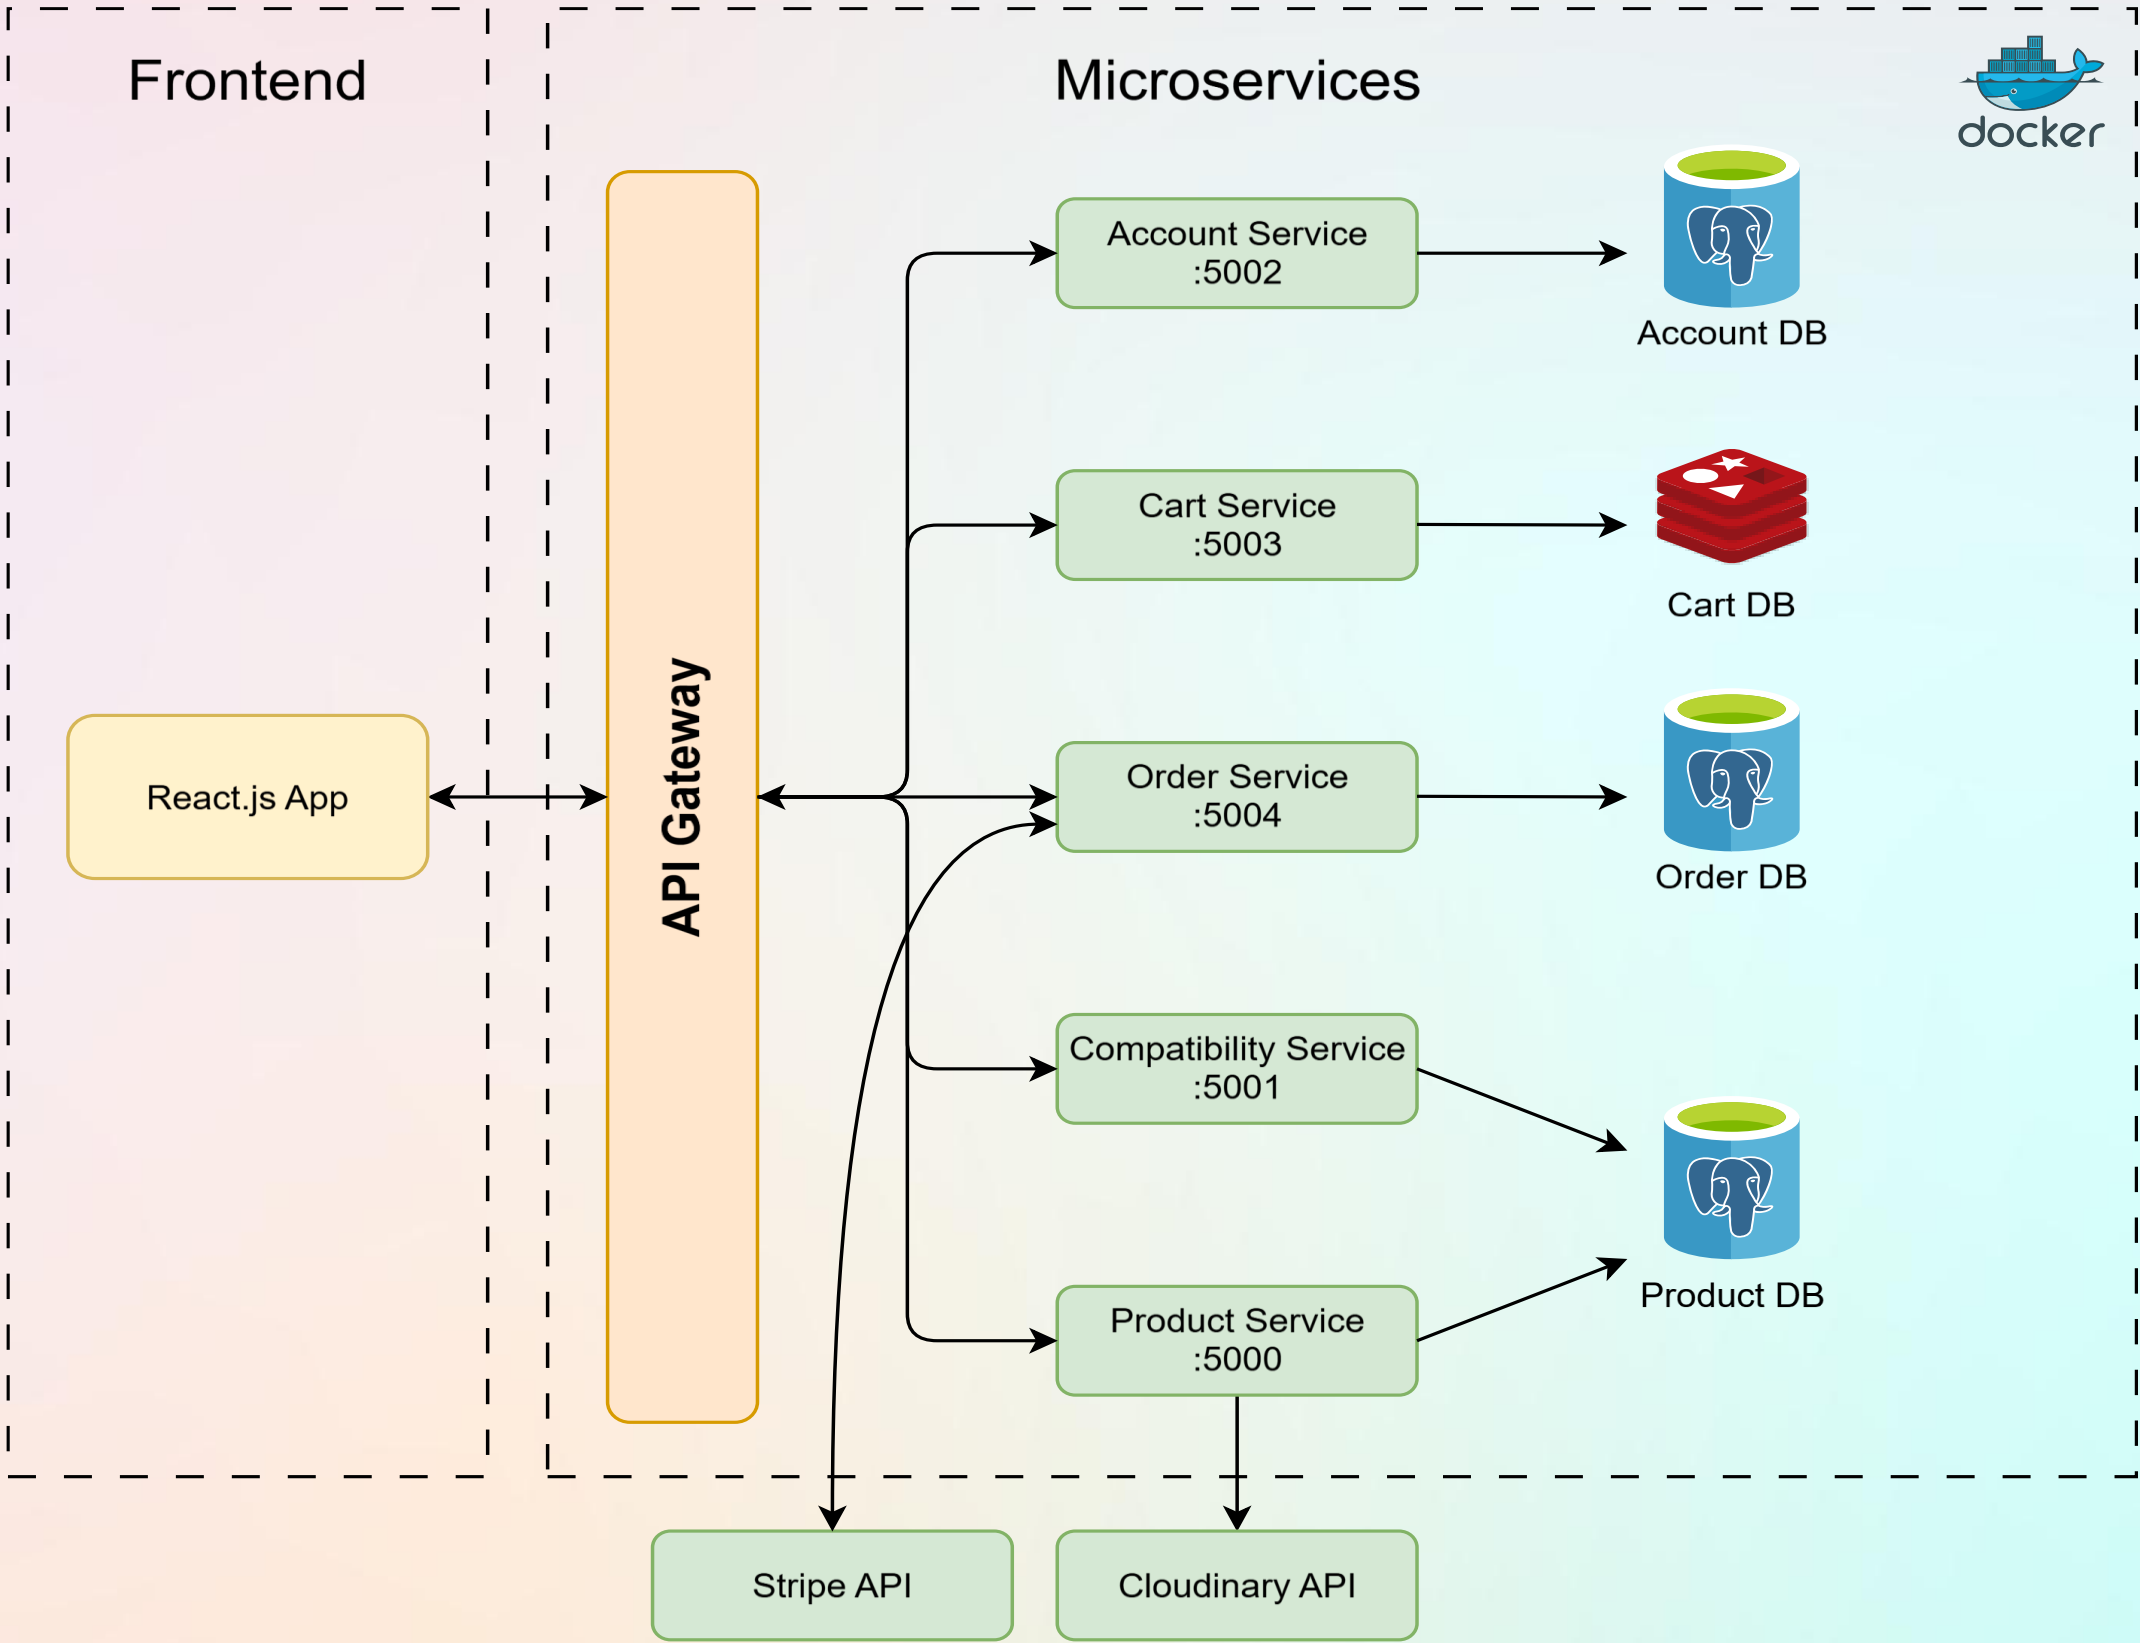 Frontend
Microservices
docker
Account Service
:5002
Account DB
Cart Service
:5003
Cart DB
React.js App
API Gateway
Order Service
:5004
Order DB
Compatibility Service
:5001
Product Service
:5000
Product DB
Stripe API
Cloudinary API